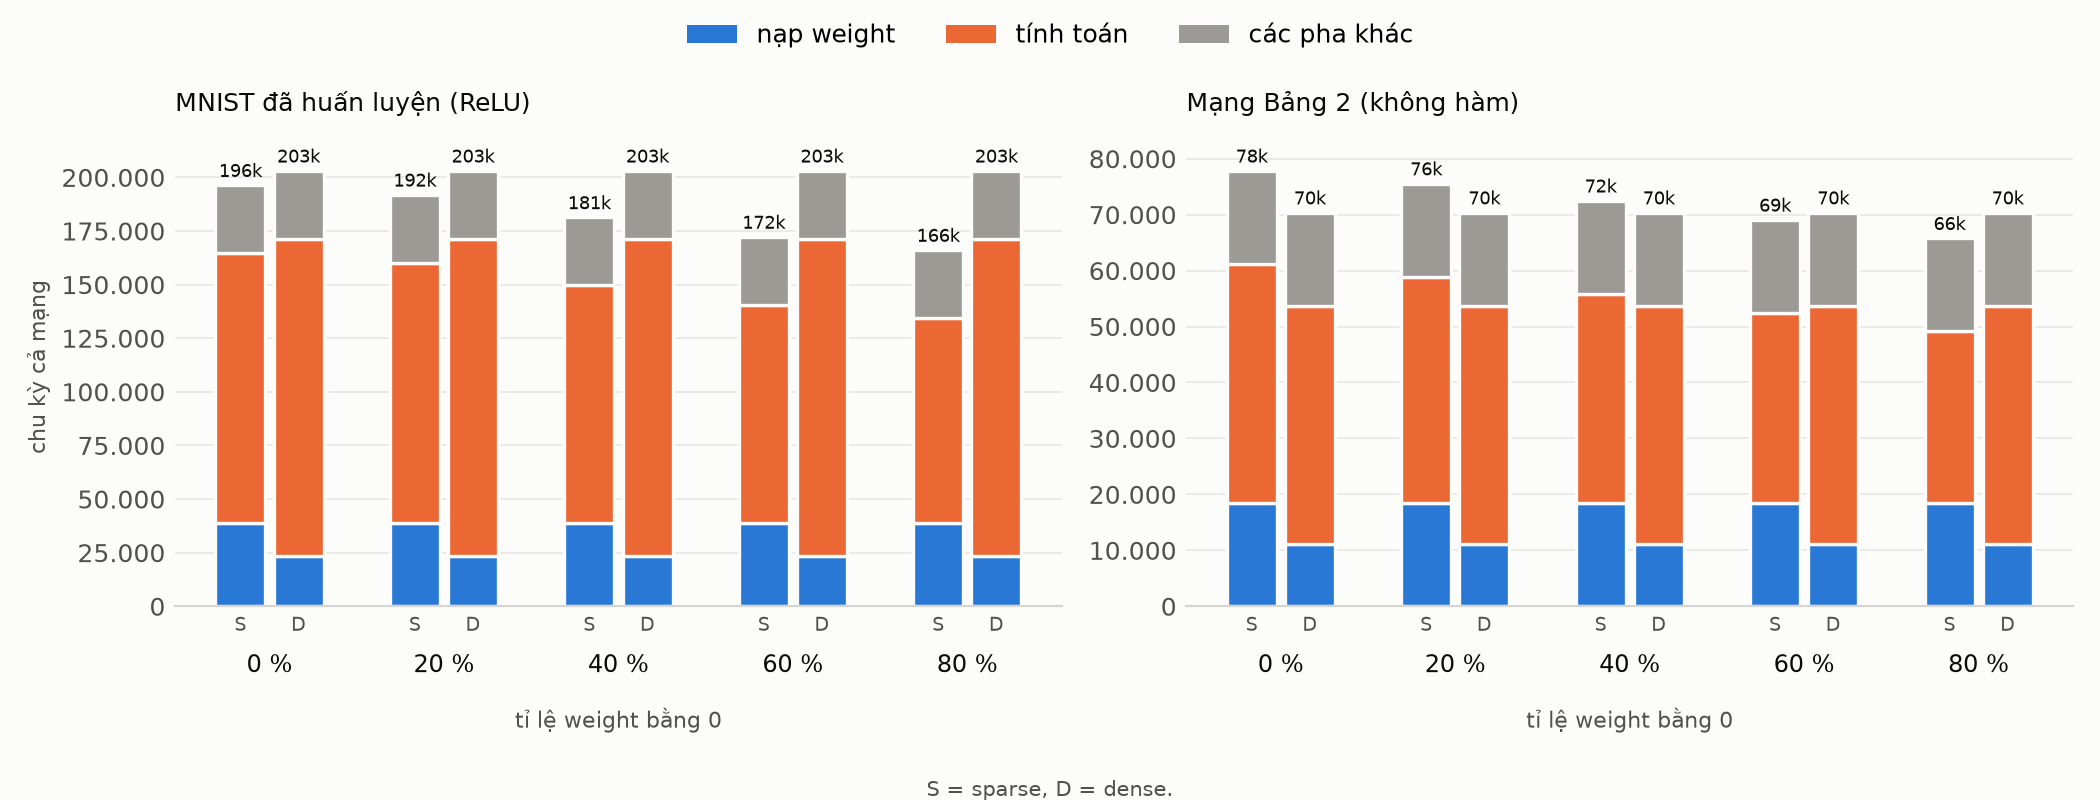 nạp weight tính toán các pha khác
MNIST đã huấn luyện (ReLU)
chu kỳ cả mạng
200.000
175.000
150.000
125.000
100.000
75.000
50.000
25.000
0
196k 203k 192k 203k 181k 203k 172k 203k 166k 203k
S D S D S D S D S D
0 % 20 % 40 % 60 % 80 %
tỉ lệ weight bằng 0
Mạng Bảng 2 (không hàm)
80.000
70.000
60.000
50.000
40.000
30.000
20.000
10.000
0
78k 70k 76k 70k 72k 70k 69k 70k 66k 70k
S D S D S D S D S D
0 % 20 % 40 % 60 % 80 %
tỉ lệ weight bằng 0
S = sparse, D = dense.